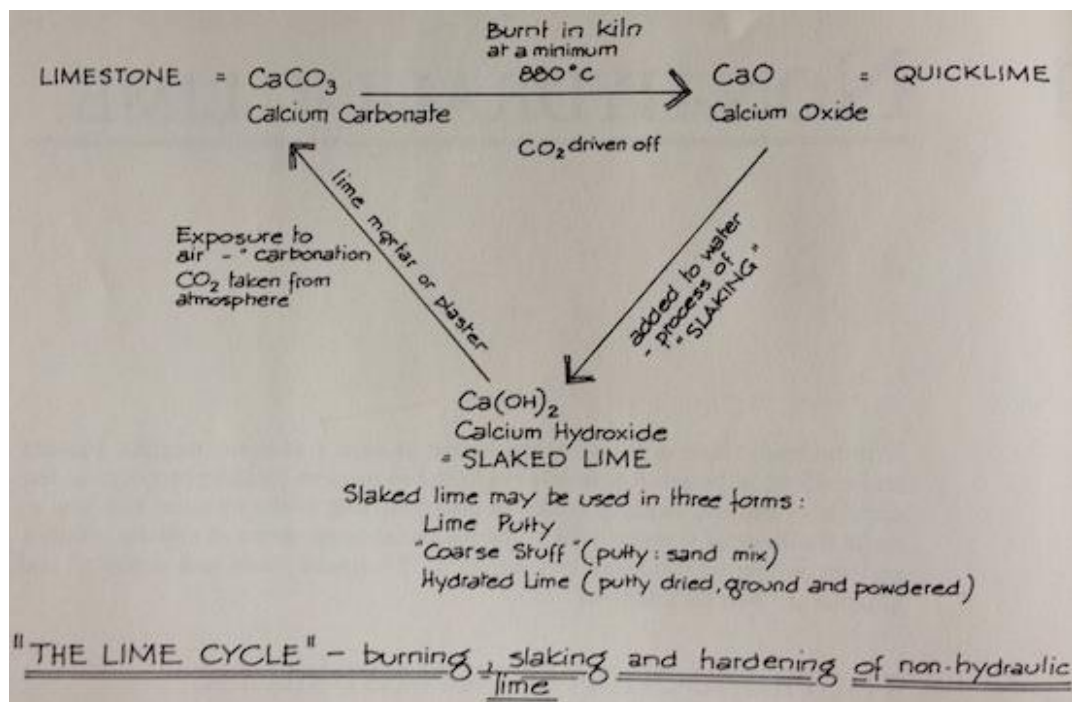 Burnt in kiln
at a minimum
880°C
LIMESTONE = CaCO₃
Calcium Carbonate
CaO = QUICKLIME
Calcium Oxide
CO₂ driven off
lime mortar or plaster
Exposure to
air - "carbonation
CO₂ taken from
atmosphere
added to water
- process of
"SLAKING"
Ca(OH)₂
Calcium Hydroxide
= SLAKED LIME
Slaked lime may be used in three forms :
Lime Putty
"Coarse Stuff" (putty : sand mix)
Hydrated Lime (putty dried, ground and powdered)
"THE LIME CYCLE" - burning, slaking and hardening of non-hydraulic
lime